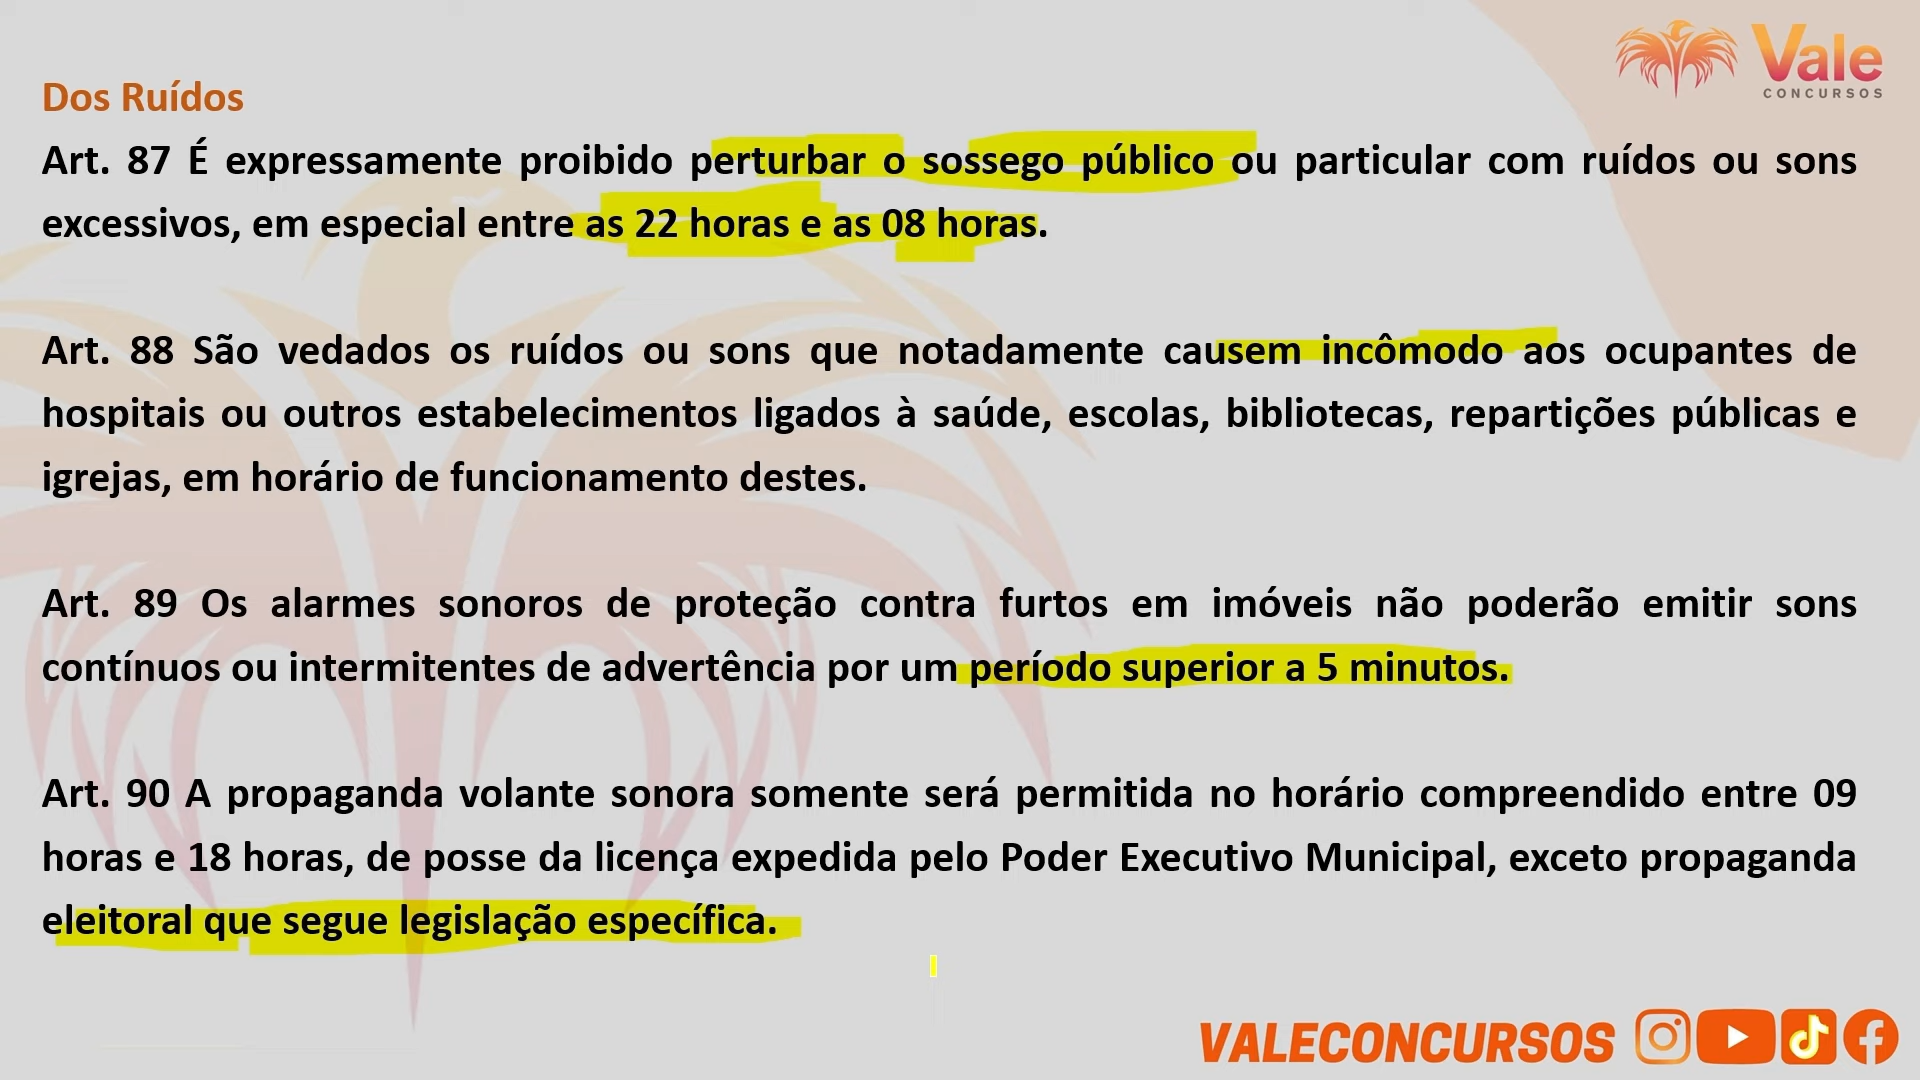 Vale
CONCURSOS
Dos Ruídos
Art. 87 É expressamente proibido perturbar o sossego público ou particular com ruídos ou sons
excessivos, em especial entre as 22 horas e as 08 horas.
Art. 88 São vedados os ruídos ou sons que notadamente causem incômodo aos ocupantes de
hospitais ou outros estabelecimentos ligados à saúde, escolas, bibliotecas, repartições públicas e
igrejas, em horário de funcionamento destes.
Art. 89 Os alarmes sonoros de proteção contra furtos em imóveis não poderão emitir sons
contínuos ou intermitentes de advertência por um período superior a 5 minutos.
Art. 90 A propaganda volante sonora somente será permitida no horário compreendido entre 09
horas e 18 horas, de posse da licença expedida pelo Poder Executivo Municipal, exceto propaganda
eleitoral que segue legislação específica.
VALECONCURSOS